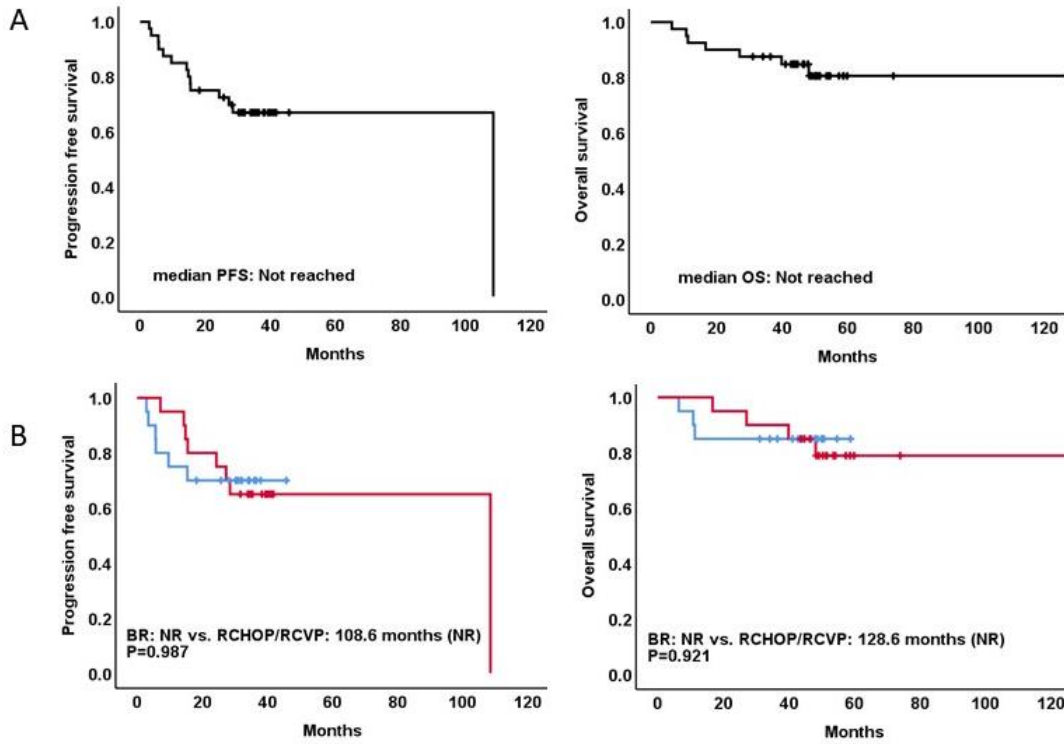 A
Progression free survival
1.0
0.8
0.6
0.4
0.2
0.0
median PFS: Not reached
0 20 40 60 80 100 120
Months
Overall survival
1.0
0.8
0.6
0.4
0.2
0.0
median OS: Not reached
0 20 40 60 80 100 120
Months
B
Progression free survival
1.0
0.8
0.6
0.4
0.2
0.0
BR: NR vs. RCHOP/RCVP: 108.6 months (NR)
P=0.987
0 20 40 60 80 100 120
Months
Overall survival
1.0
0.8
0.6
0.4
0.2
0.0
BR: NR vs. RCHOP/RCVP: 128.6 months (NR)
P=0.921
0 20 40 60 80 100 120
Months